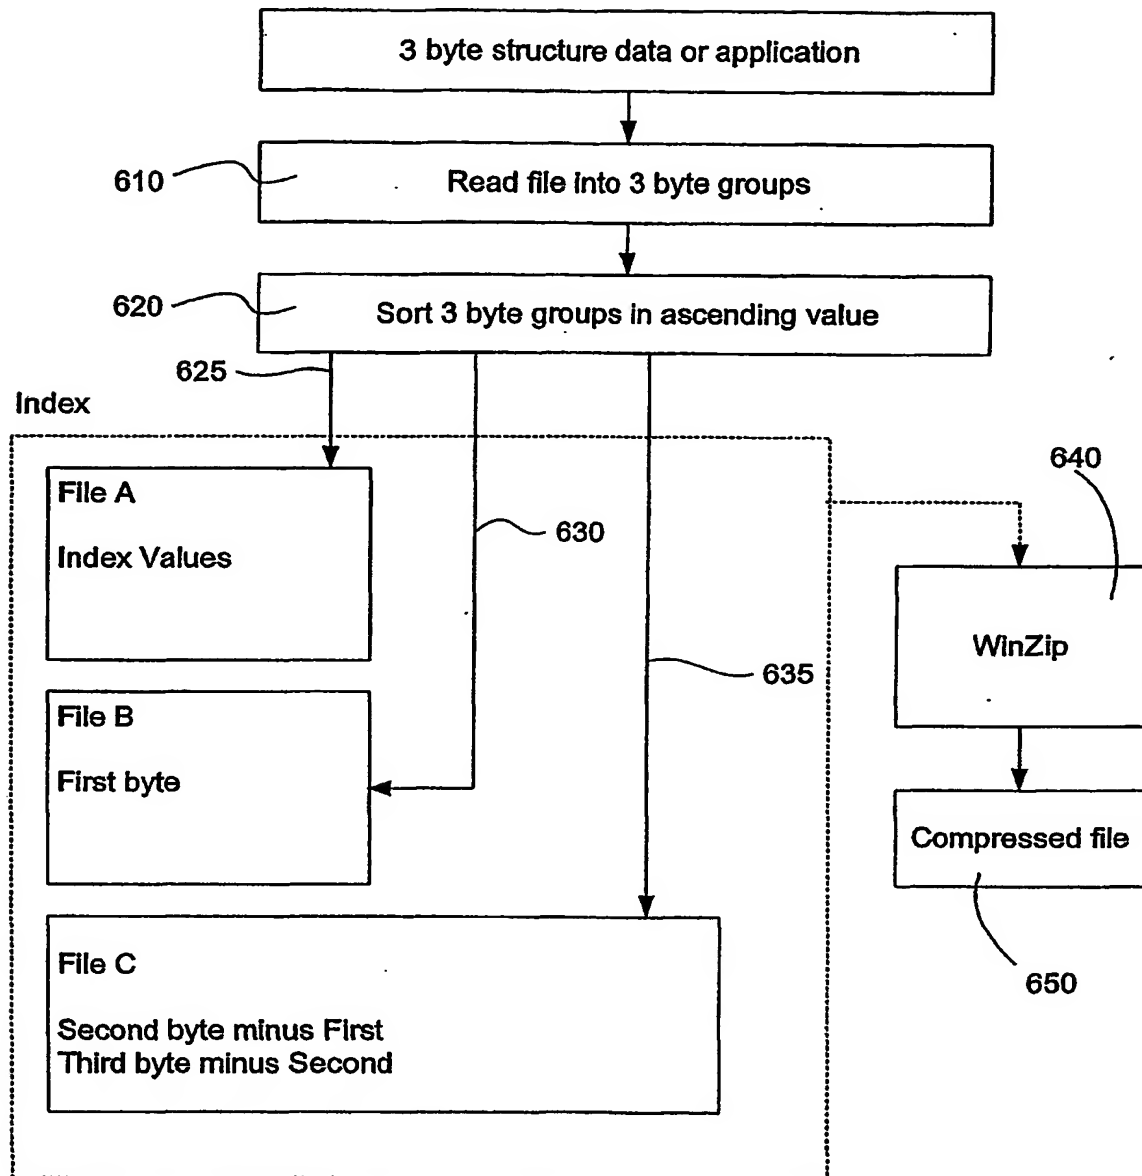 3 byte structure data or application
610
Read file into 3 byte groups
620
Sort 3 byte groups in ascending value
625
Index
File A
Index Values
630
640
WinZip
635
File B
First byte
Compressed file
650
File C
Second byte minus First
Third byte minus Second